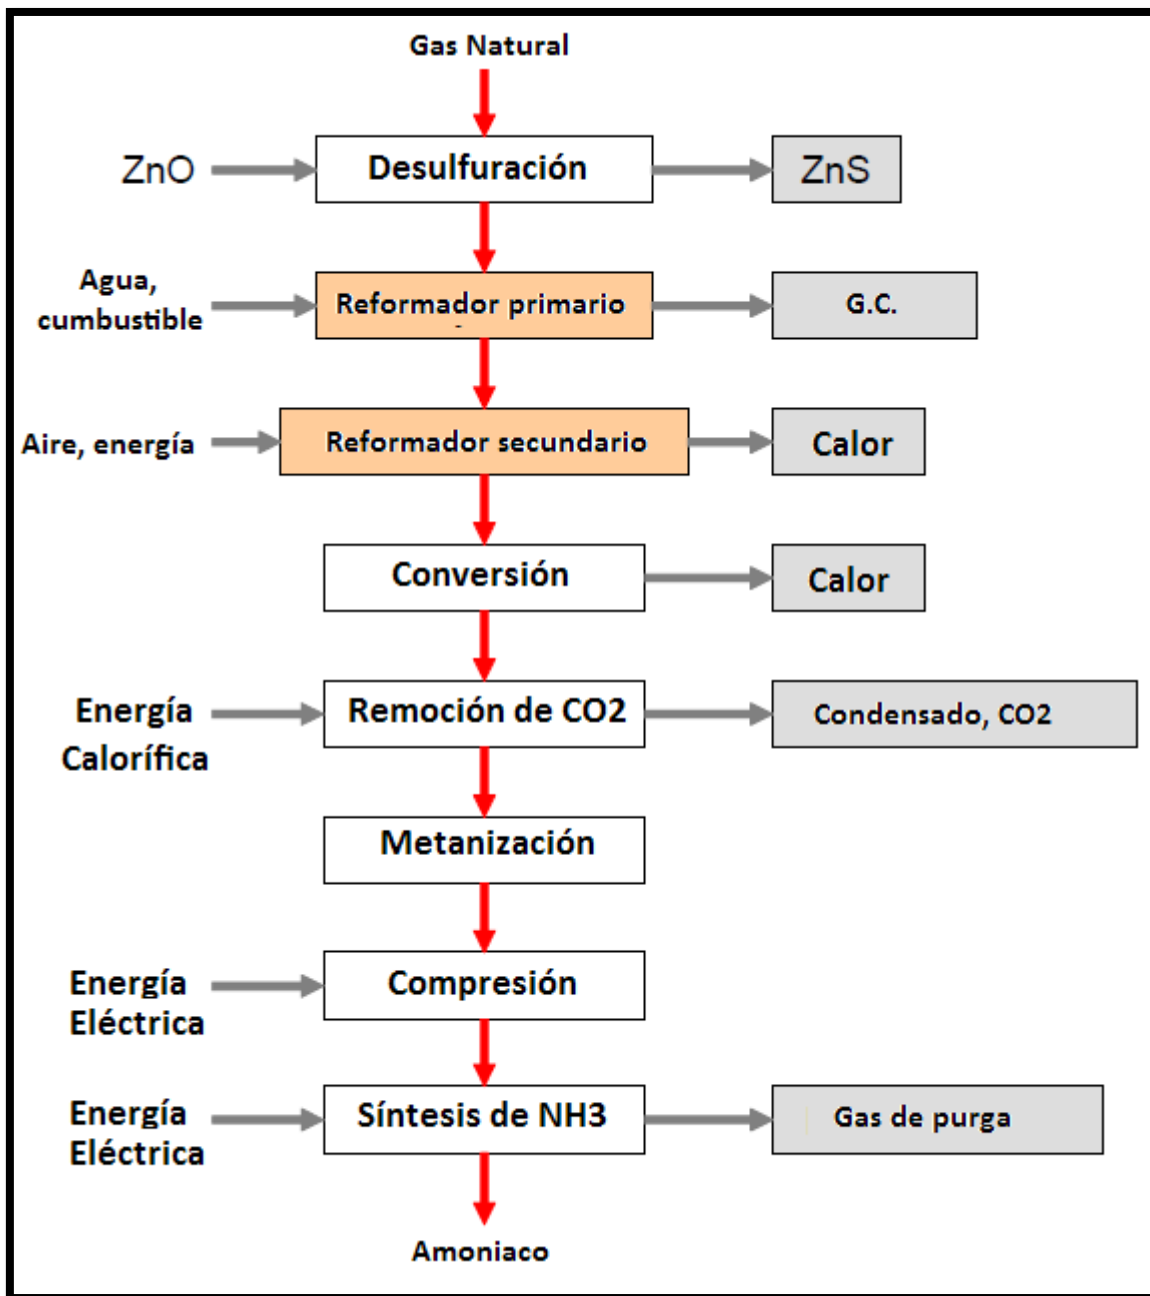 Gas Natural
ZnO
Desulfuración
ZnS
Agua,
cumbustible
Reformador primario
G.C.
Aire, energía
Reformador secundario
Calor
Conversión
Calor
Energía
Calorífica
Remoción de CO2
Condensado, CO2
Metanización
Energía
Eléctrica
Compresión
Energía
Eléctrica
Síntesis de NH3
Gas de purga
Amoniaco